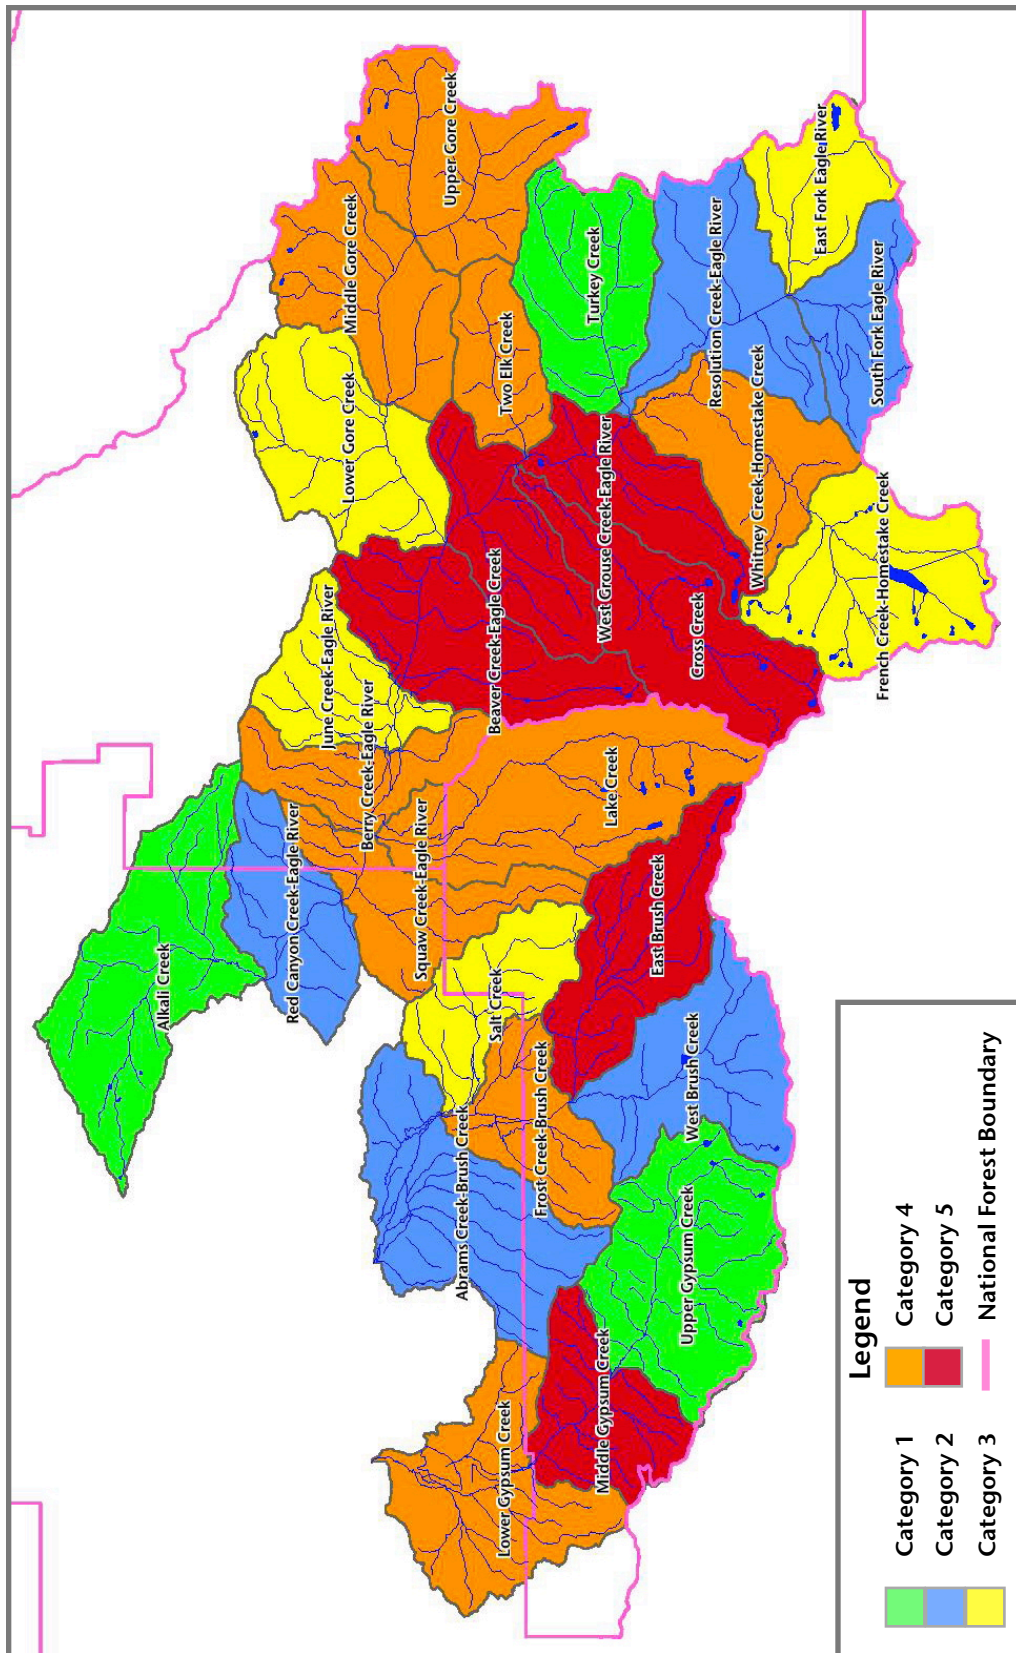 Alkali Creek
Red Canyon Creek-Eagle River
June Creek-Eagle River
Berry Creek-Eagle River
Squaw Creek-Eagle River
Lower Gore Creek
Middle Gore Creek
Upper Gore Creek
Two Elk Creek
Beaver Creek-Eagle Creek
Turkey Creek
West Grouse Creek-Eagle River
Resolution Creek-Eagle River
East Fork Eagle River
South Fork Eagle River
Whitney Creek-Homestake Creek
French Creek-Homestake Creek
Cross Creek
Lake Creek
East Brush Creek
Salt Creek
Abrams Creek-Brush Creek
Frost Creek-Brush Creek
West Brush Creek
Upper Gypsum Creek
Middle Gypsum Creek
Lower Gypsum Creek
Legend
Category 1
Category 2
Category 3
Category 4
Category 5
National Forest Boundary